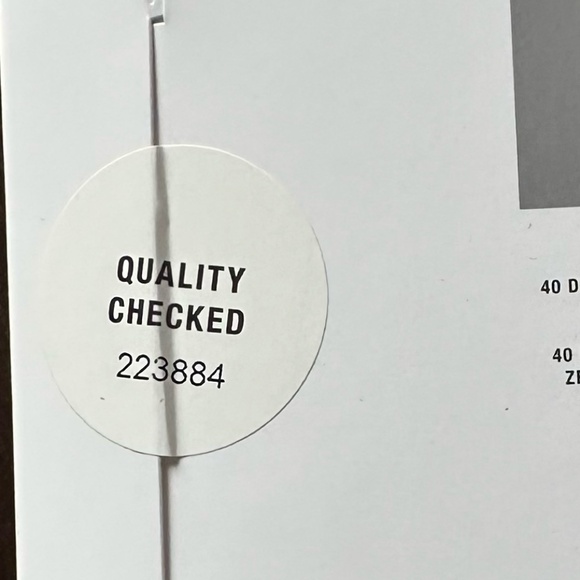 QUALITY
CHECKED
223884
40 D
40
ZE